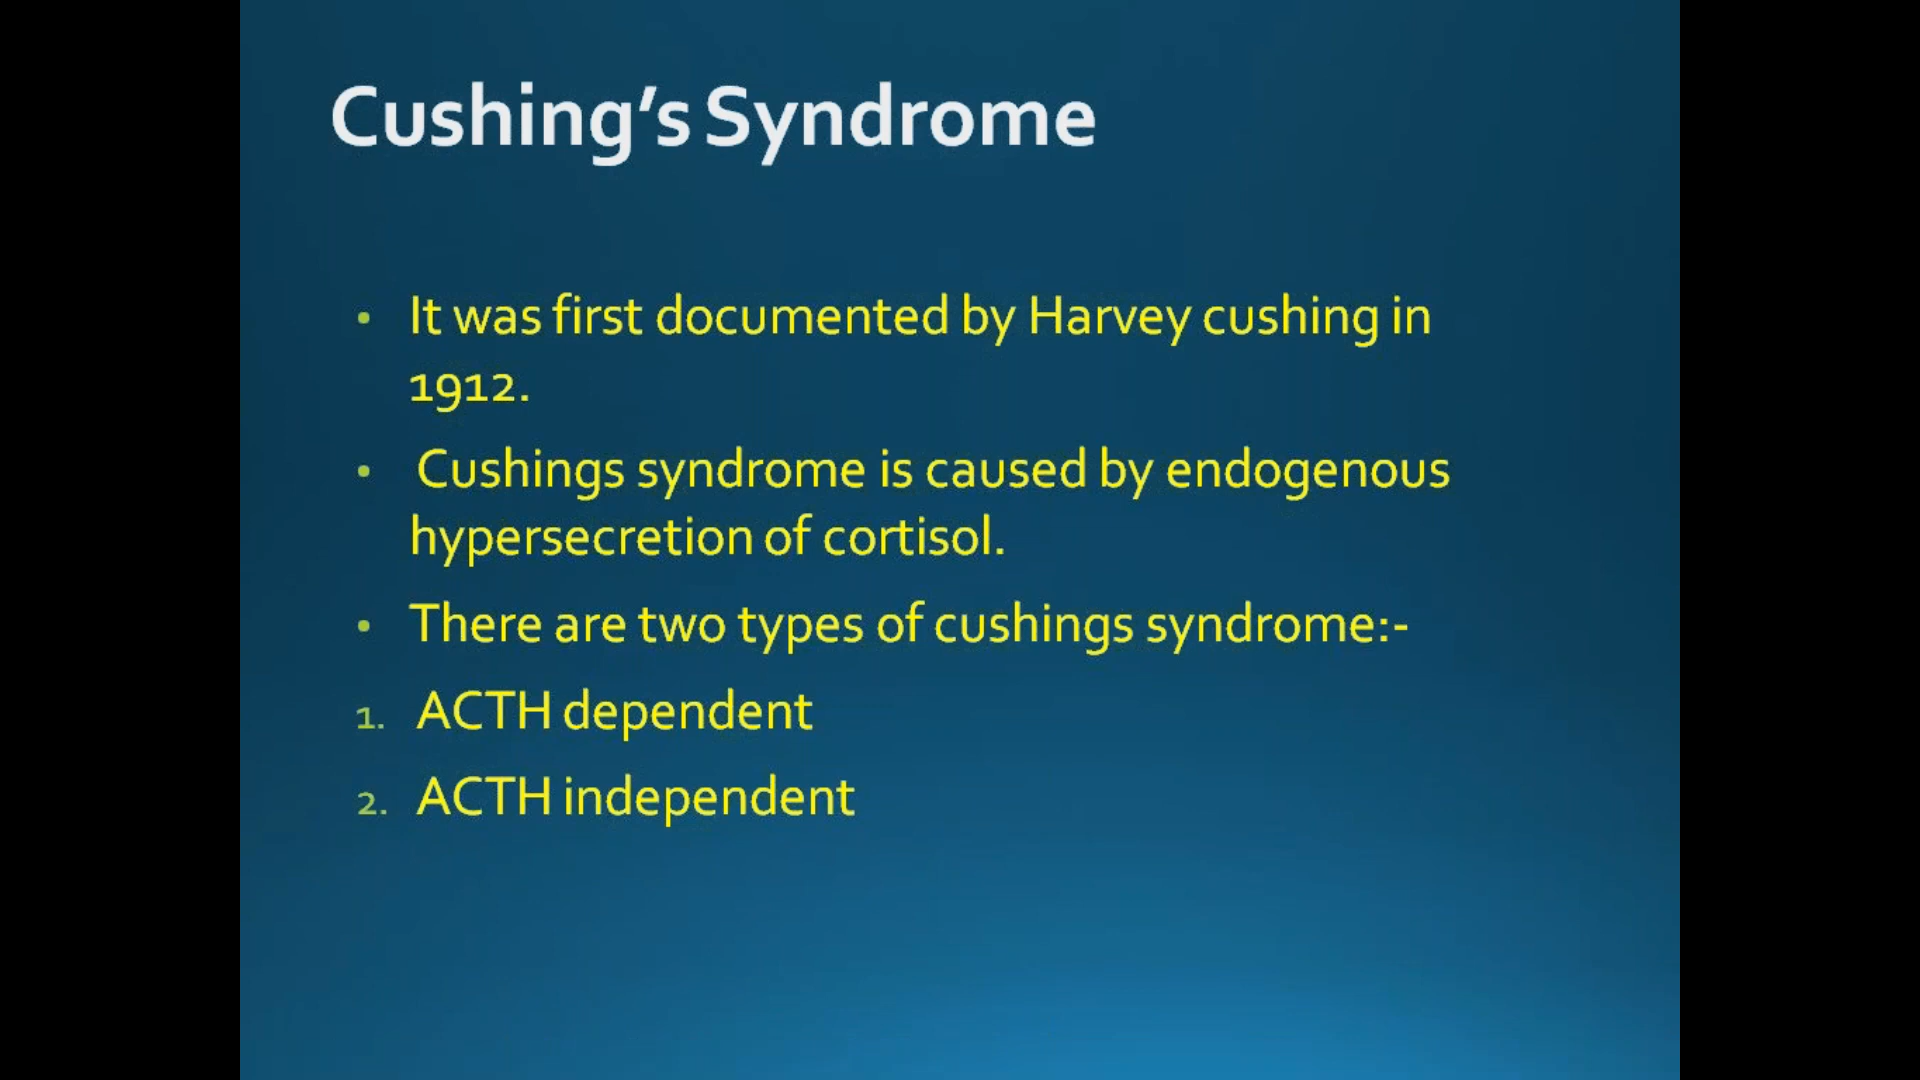 Cushing’s Syndrome
• It was first documented by Harvey cushing in
1912.
• Cushings syndrome is caused by endogenous
hypersecretion of cortisol.
• There are two types of cushings syndrome:-
1. ACTH dependent
2. ACTH independent